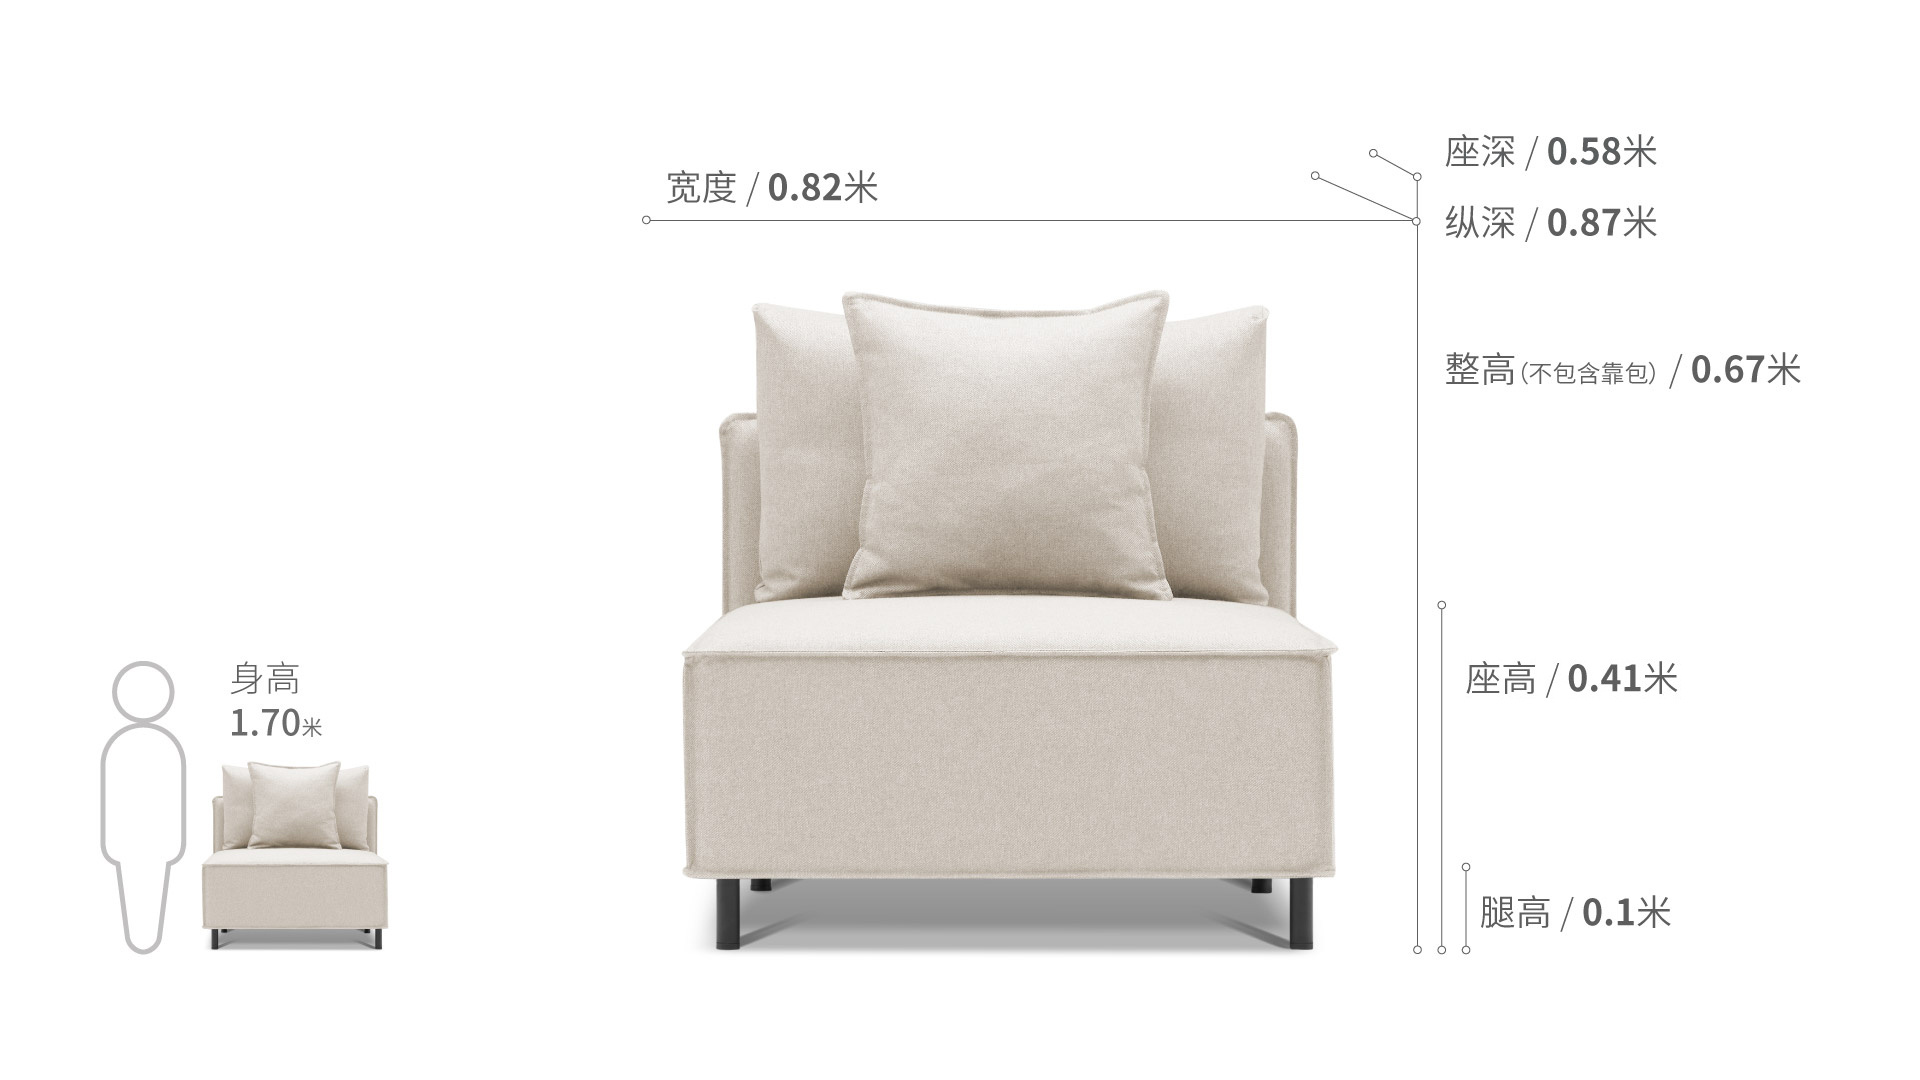 座深 / 0.58米
宽度 / 0.82米
纵深 / 0.87米
整高(不包含靠包) / 0.67米
身高
1.70米
座高 / 0.41米
腿高 / 0.1米